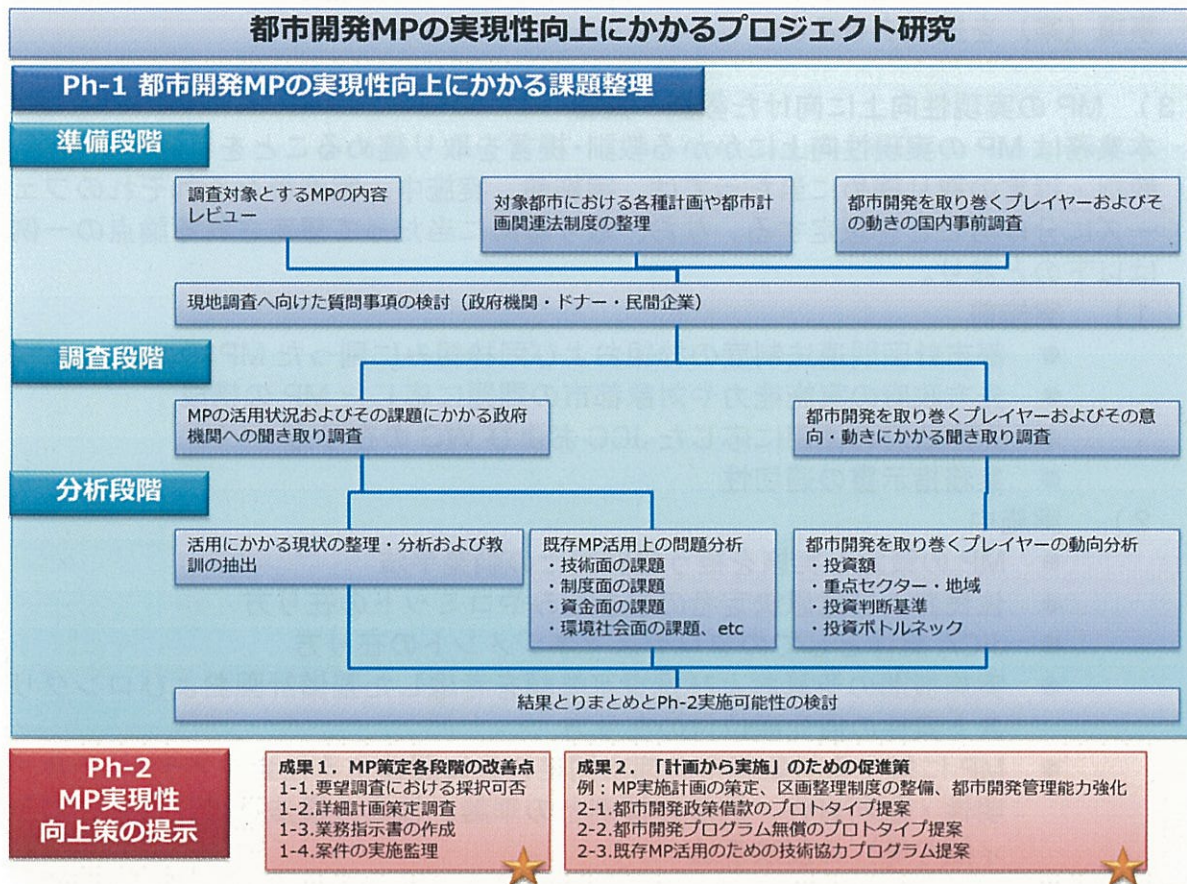 都市開発MPの実現性向上にかかるプロジェクト研究
Ph-1 都市開発MPの実現性向上にかかる課題整理
準備段階
調査対象とするMPの内容
レビュー
対象都市における各種計画や都市計
画関連法制度の整理
都市開発を取り巻くプレイヤーおよびそ
の動きの国内事前調査
現地調査へ向けた質問事項の検討（政府機関・ドナー・民間企業）
調査段階
MPの活用状況およびその課題にかかる政府
機関への聞き取り調査
都市開発を取り巻くプレイヤーおよびその意
向・動きにかかる聞き取り調査
分析段階
活用にかかる現状の整理・分析および教
訓の抽出
既存MP活用上の問題分析
・技術面の課題
・制度面の課題
・資金面の課題
・環境社会面の課題、etc
都市開発を取り巻くプレイヤーの動向分析
・投資額
・重点セクター・地域
・投資判断基準
・投資ボトルネック
結果とりまとめとPh-2実施可能性の検討
Ph-2
MP実現性
向上策の提示
成果１．MP策定各段階の改善点
1-1.要望調査における採択可否
1-2.詳細計画策定調査
1-3.業務指示書の作成
1-4.案件の実施監理
成果２．「計画から実施」のための促進策
例：MP実施計画の策定、区画整理制度の整備、都市開発管理能力強化
2-1.都市開発政策借款のプロトタイプ提案
2-2.都市開発プログラム無償のプロトタイプ提案
2-3.既存MP活用のための技術協力プログラム提案